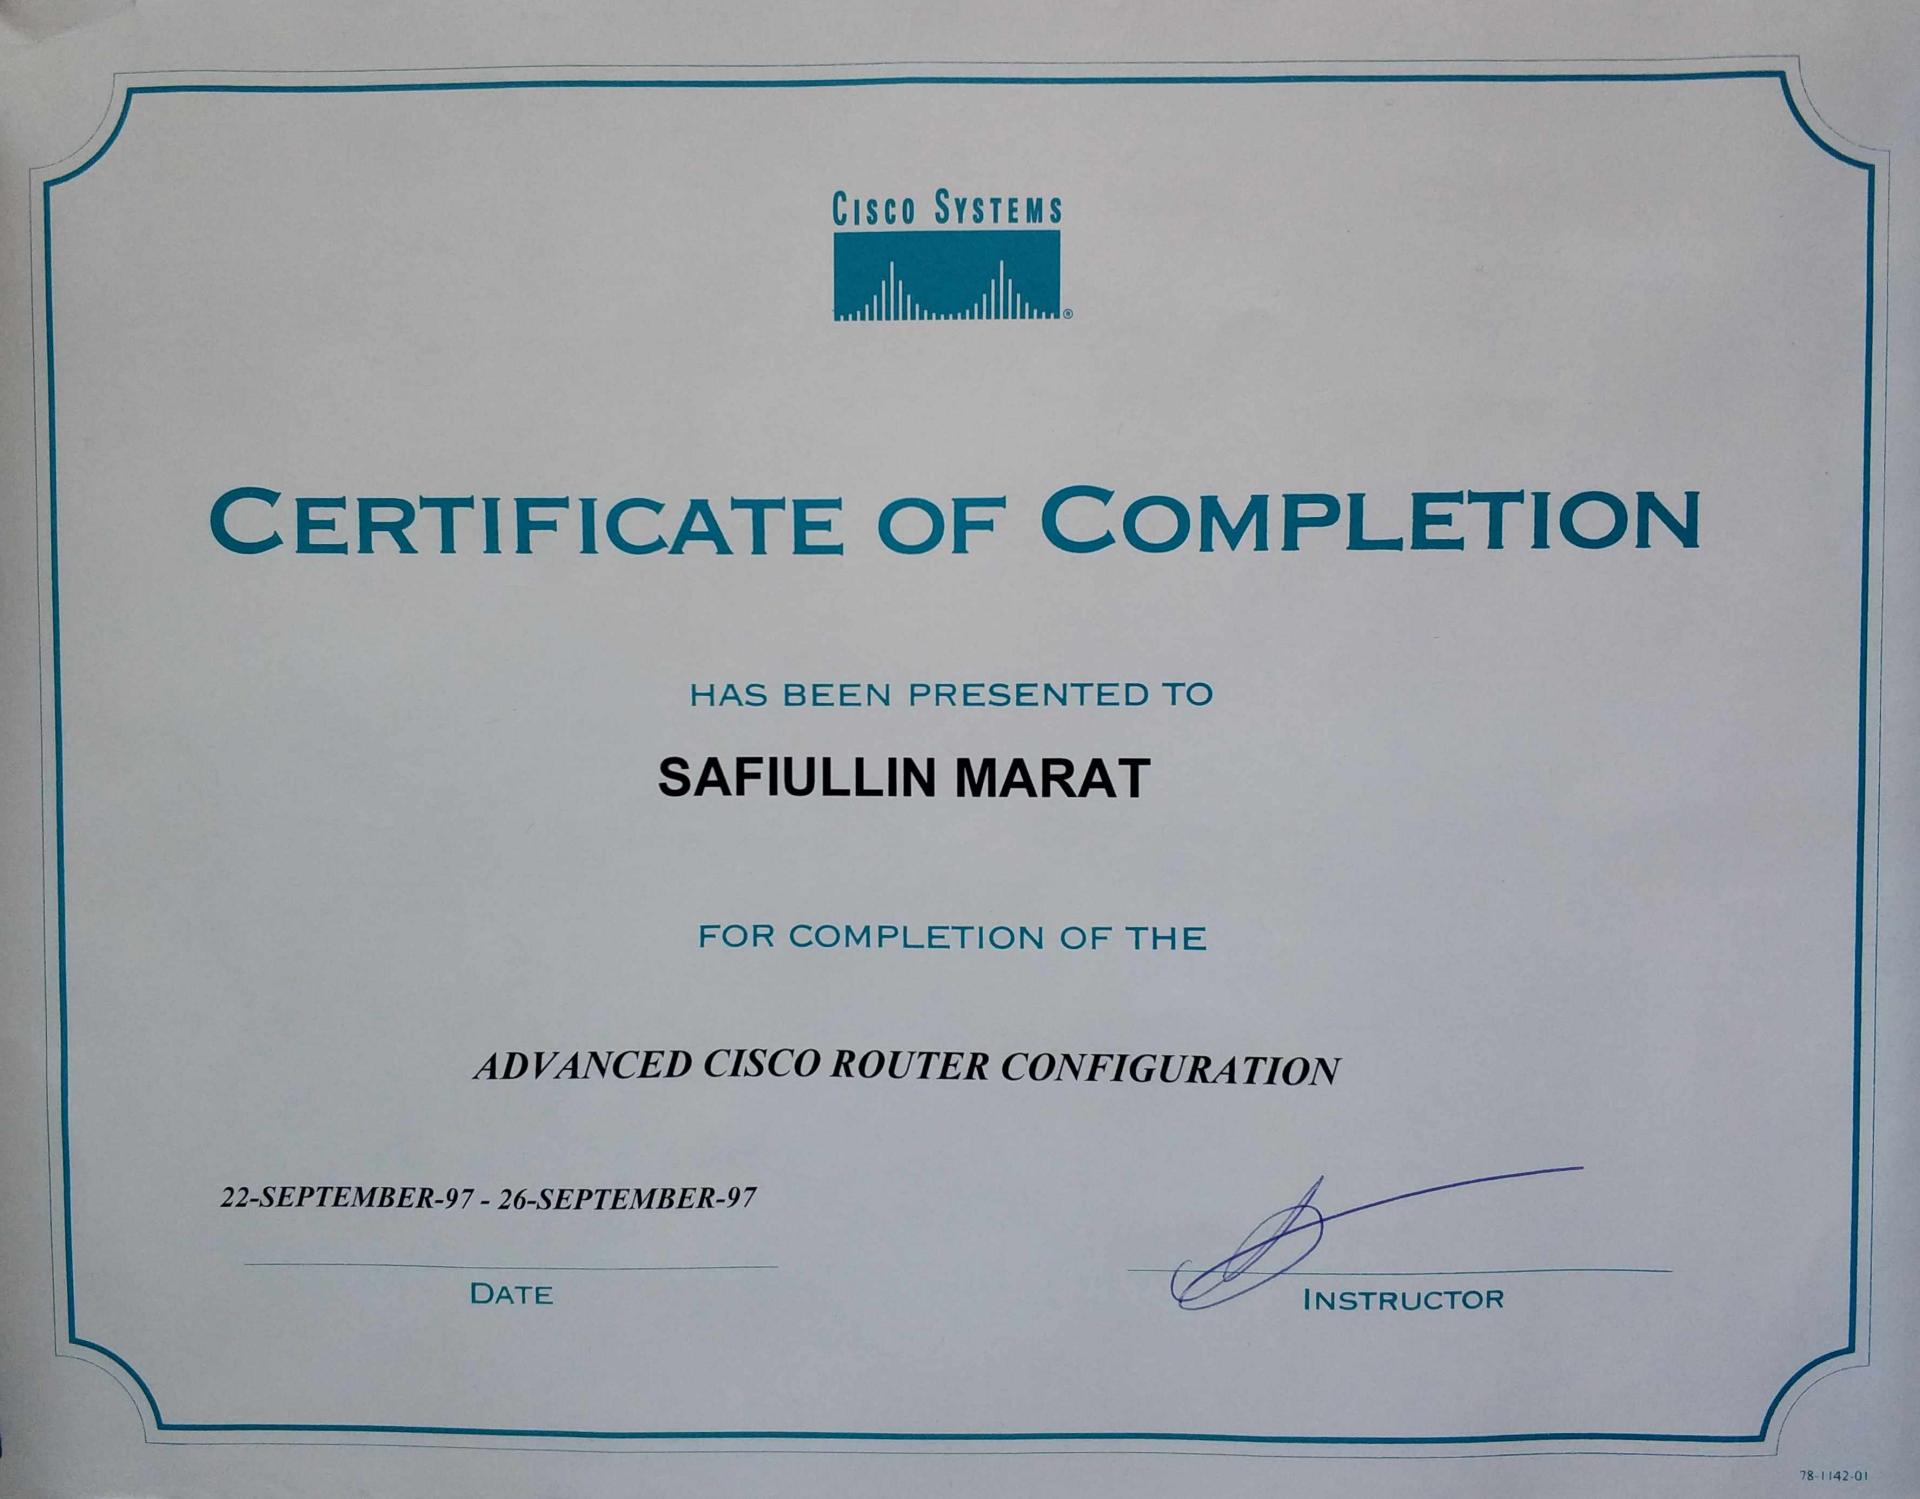 CISCO SYSTEMS
®
CERTIFICATE OF COMPLETION
HAS BEEN PRESENTED TO
SAFIULLIN MARAT
FOR COMPLETION OF THE
ADVANCED CISCO ROUTER CONFIGURATION
22-SEPTEMBER-97 - 26-SEPTEMBER-97
DATE
INSTRUCTOR
78-1142-01